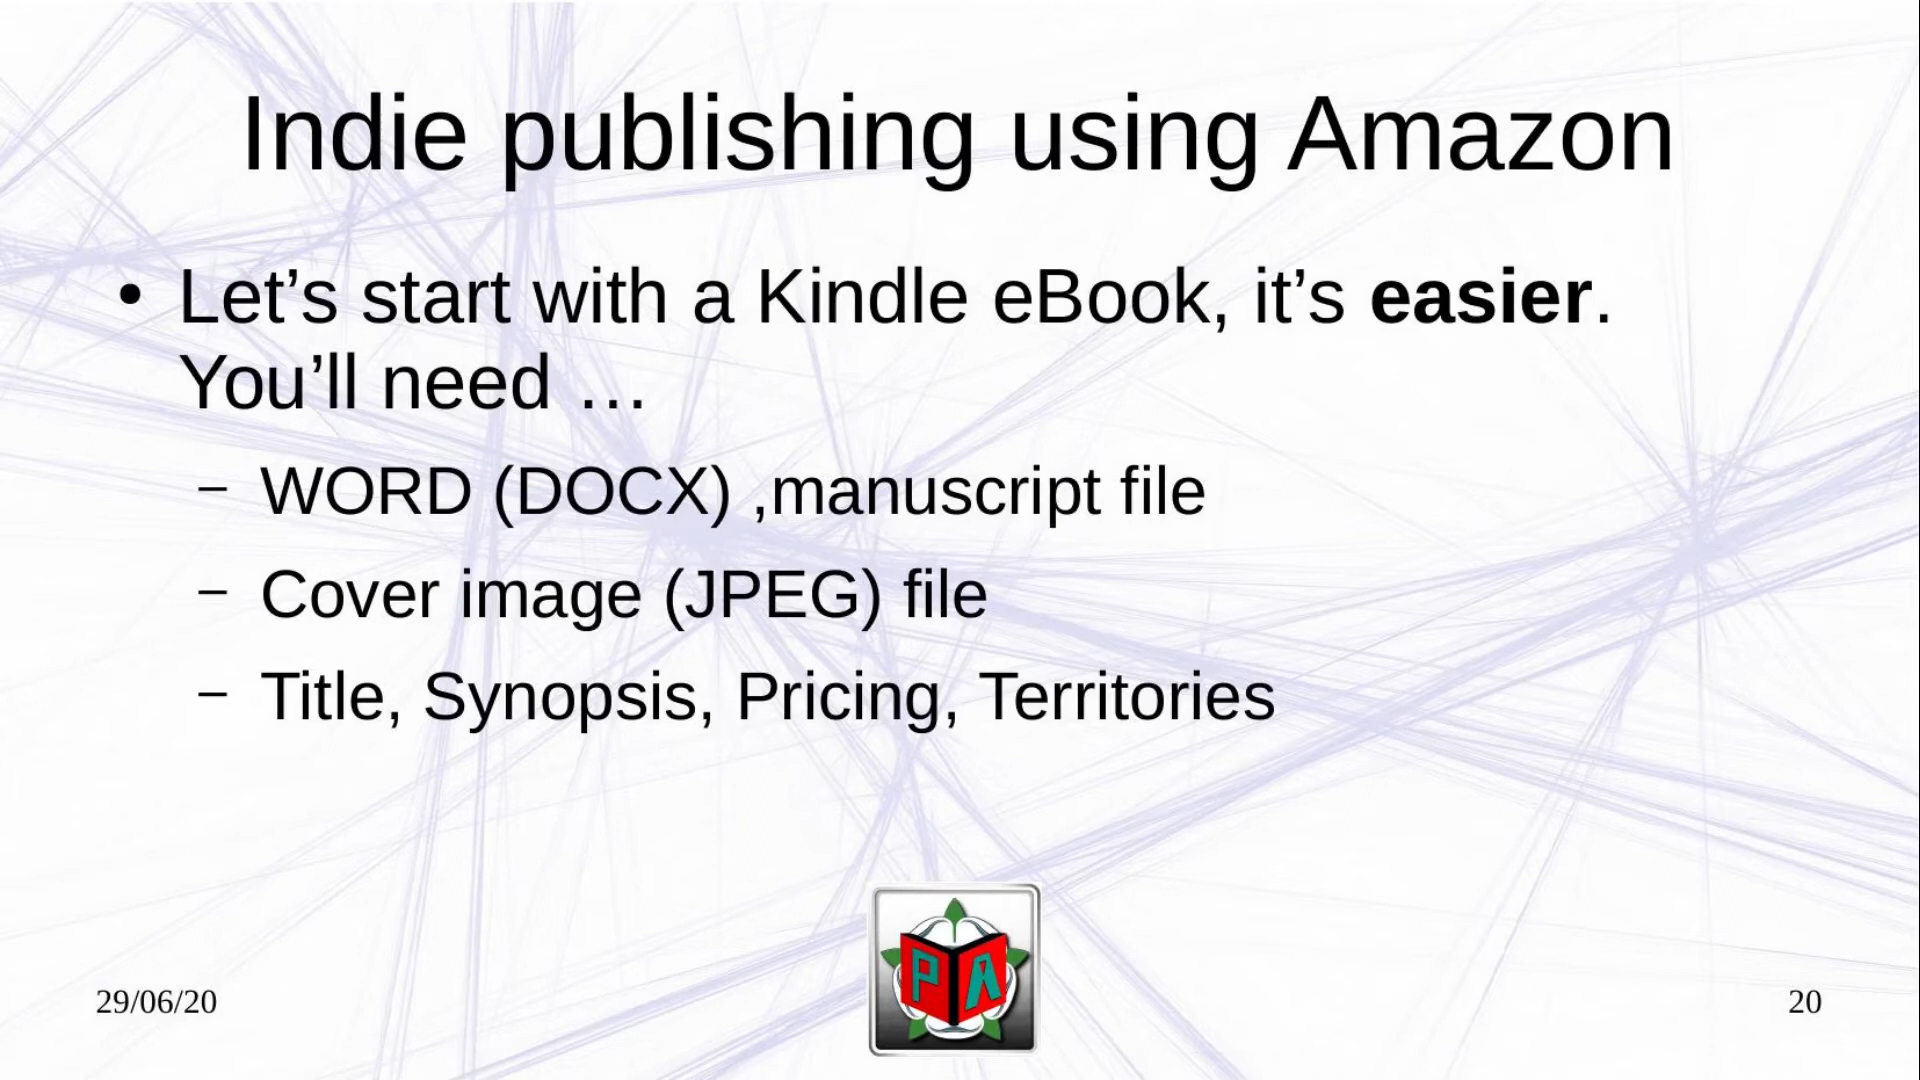 Indie publishing using Amazon
• Let’s start with a Kindle eBook, it’s easier.
You’ll need …
– WORD (DOCX) ,manuscript file
– Cover image (JPEG) file
– Title, Synopsis, Pricing, Territories
P A
29/06/20
20